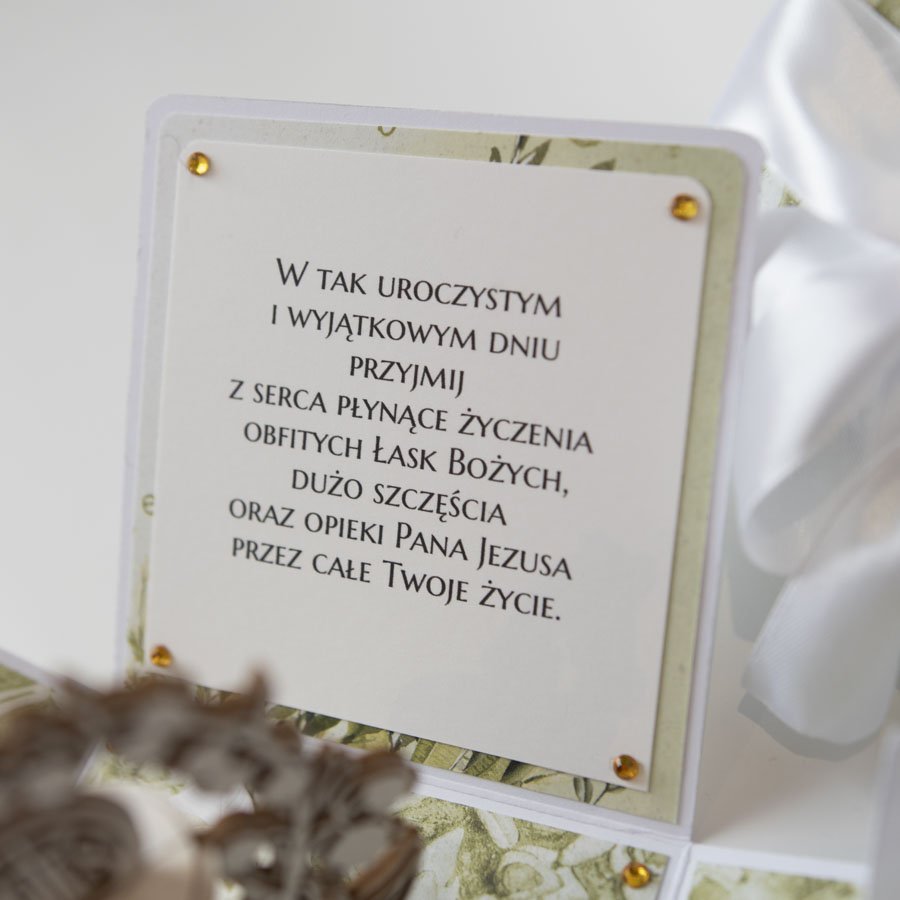 W TAK UROCZYSTYM
I WYJĄTKOWYM DNIU
PRZYJMIJ
Z SERCA PŁYNĄCE ŻYCZENIA
OBFITYCH ŁASK BOŻYCH,
DUŻO SZCZĘŚCIA
ORAZ OPIEKI PANA JEZUSA
PRZEZ CAŁE TWOJE ŻYCIE.